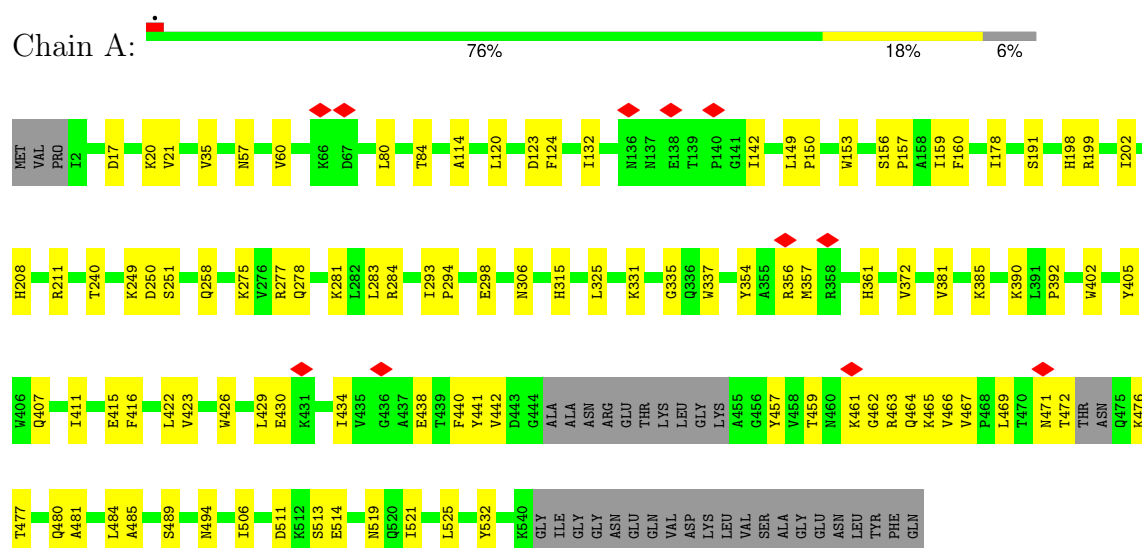 Chain A:
76% 18% 6%
MET VAL PRO I2 D17 K20 V21 V35 N57 V60 K66 D67 L80 T84 A114 L120 D123 F124 I132 N136 N137 E138 T139 P140 G141 I142 L149 P150 W153 S156 P157 A158 I159 F160 I178 S191 H198 R199 I202
H208 R211 T240 K249 D250 S251 Q258 K275 V276 R277 Q278 K281 L282 L283 R284 I293 P294 E298 N306 H315 L325 K331 G335 Q336 W337 Y354 A355 R356 M357 R358 H361 V372 V381 K385 K390 L391 P392 W402 Y405
W406 Q407 I411 E415 F416 L422 V423 W426 L429 E430 K431 I434 V435 G436 A437 E438 T439 F440 Y441 V442 D443 G444 ALA ALA ASN ARG GLU THR LYS LEU GLY LYS A455 G456 Y457 V458 T459 N460 K461 G462 R463 Q464 K465 V466 V467 P468 L469 T470 N471 T472 THR ASN Q475 K476
T477 Q480 A481 L484 A485 S489 N494 I506 D511 K512 S513 E514 N519 Q520 I521 L525 Y532 K540 GLY ILE GLY GLY ASN GLU GLN VAL ASP LYS LEU VAL SER ALA GLY GLU ASN LEU TYR PHE GLN